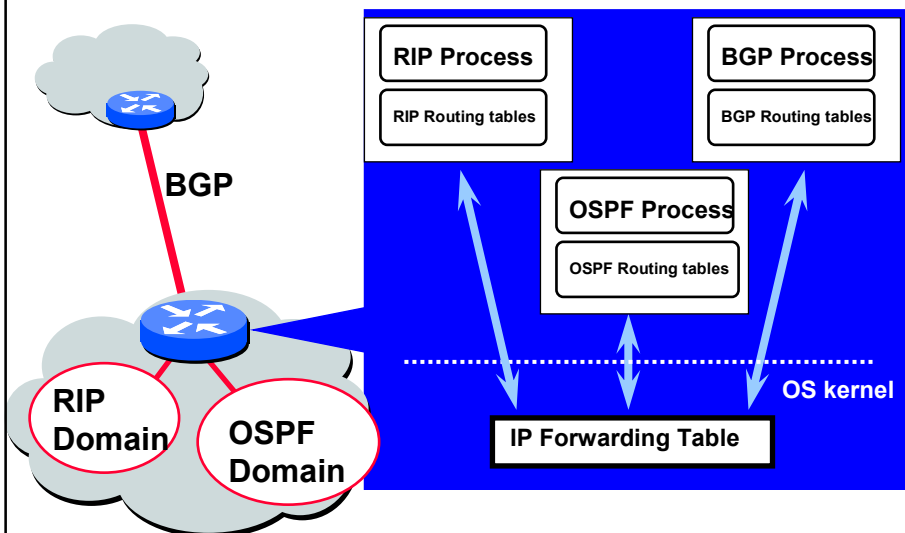 RIP Process
RIP Routing tables
BGP Process
BGP Routing tables
BGP
OSPF Process
OSPF Routing tables
OS kernel
IP Forwarding Table
RIP
Domain
OSPF
Domain